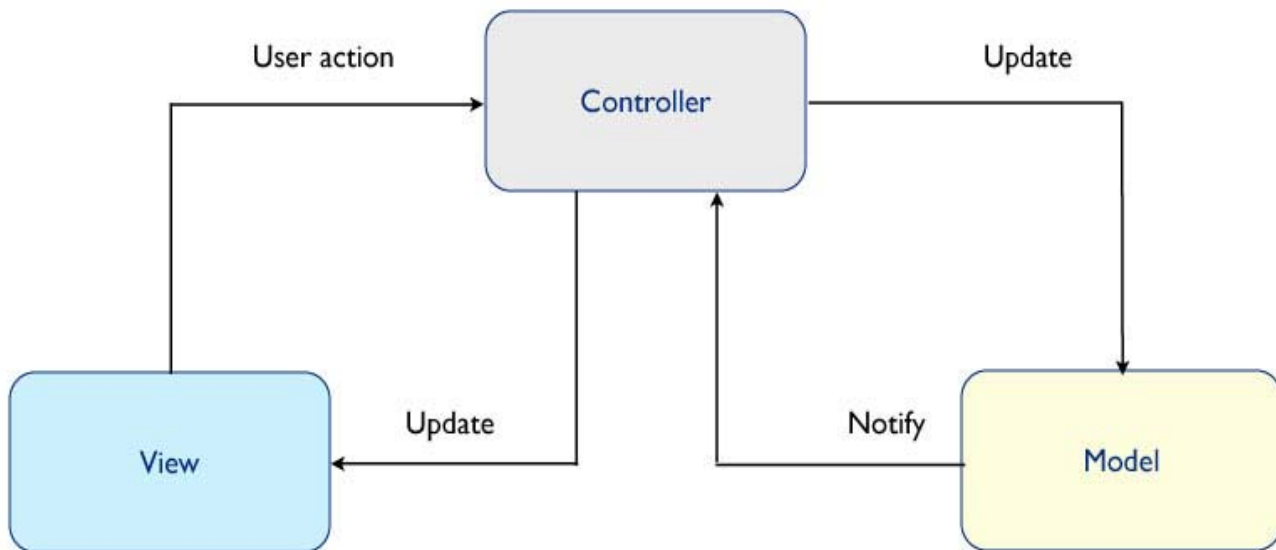 User action
Controller
Update
View
Update
Notify
Model